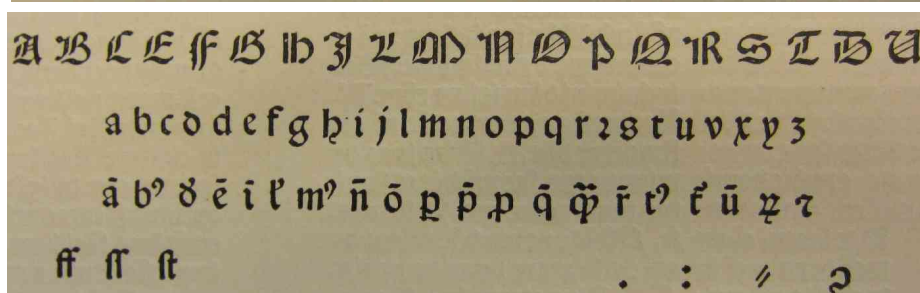 A B C E F G H J L M N O P Q R S T D U
a b c d d e f g h i j l m n o p q r ꝛ s t u v x y ʒ
ā bꝰ ē ī mꝰ n̄ ō p̱ p̄ ꝓ q̄ r̄ tꝰ ū ⁊
ff ſſ ſt . : ⸗